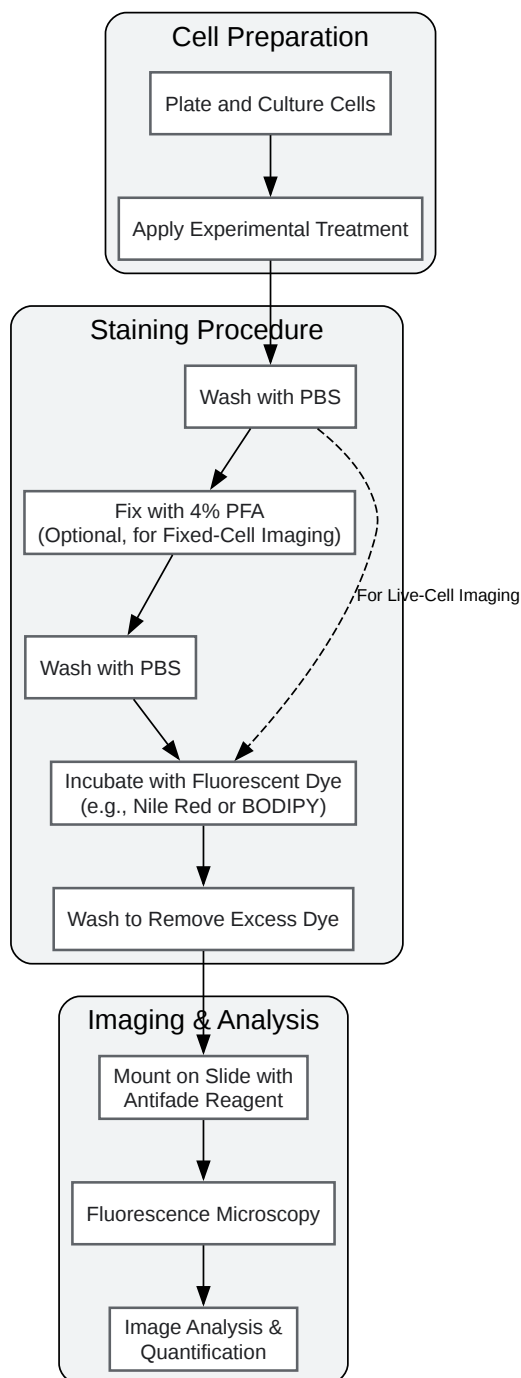 Cell Preparation
Plate and Culture Cells
Apply Experimental Treatment
Staining Procedure
Wash with PBS
Fix with 4% PFA
(Optional, for Fixed-Cell Imaging)
For Live-Cell Imaging
Wash with PBS
Incubate with Fluorescent Dye
(e.g., Nile Red or BODIPY)
Wash to Remove Excess Dye
Imaging & Analysis
Mount on Slide with
Antifade Reagent
Fluorescence Microscopy
Image Analysis &
Quantification